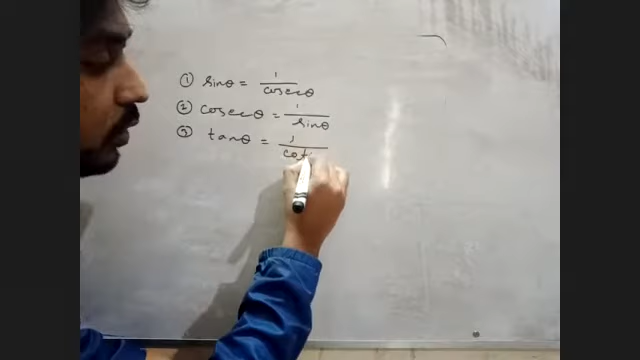 ① sinθ = 1/cosecθ
② cosecθ = 1/sinθ
③ tanθ = 1/cot